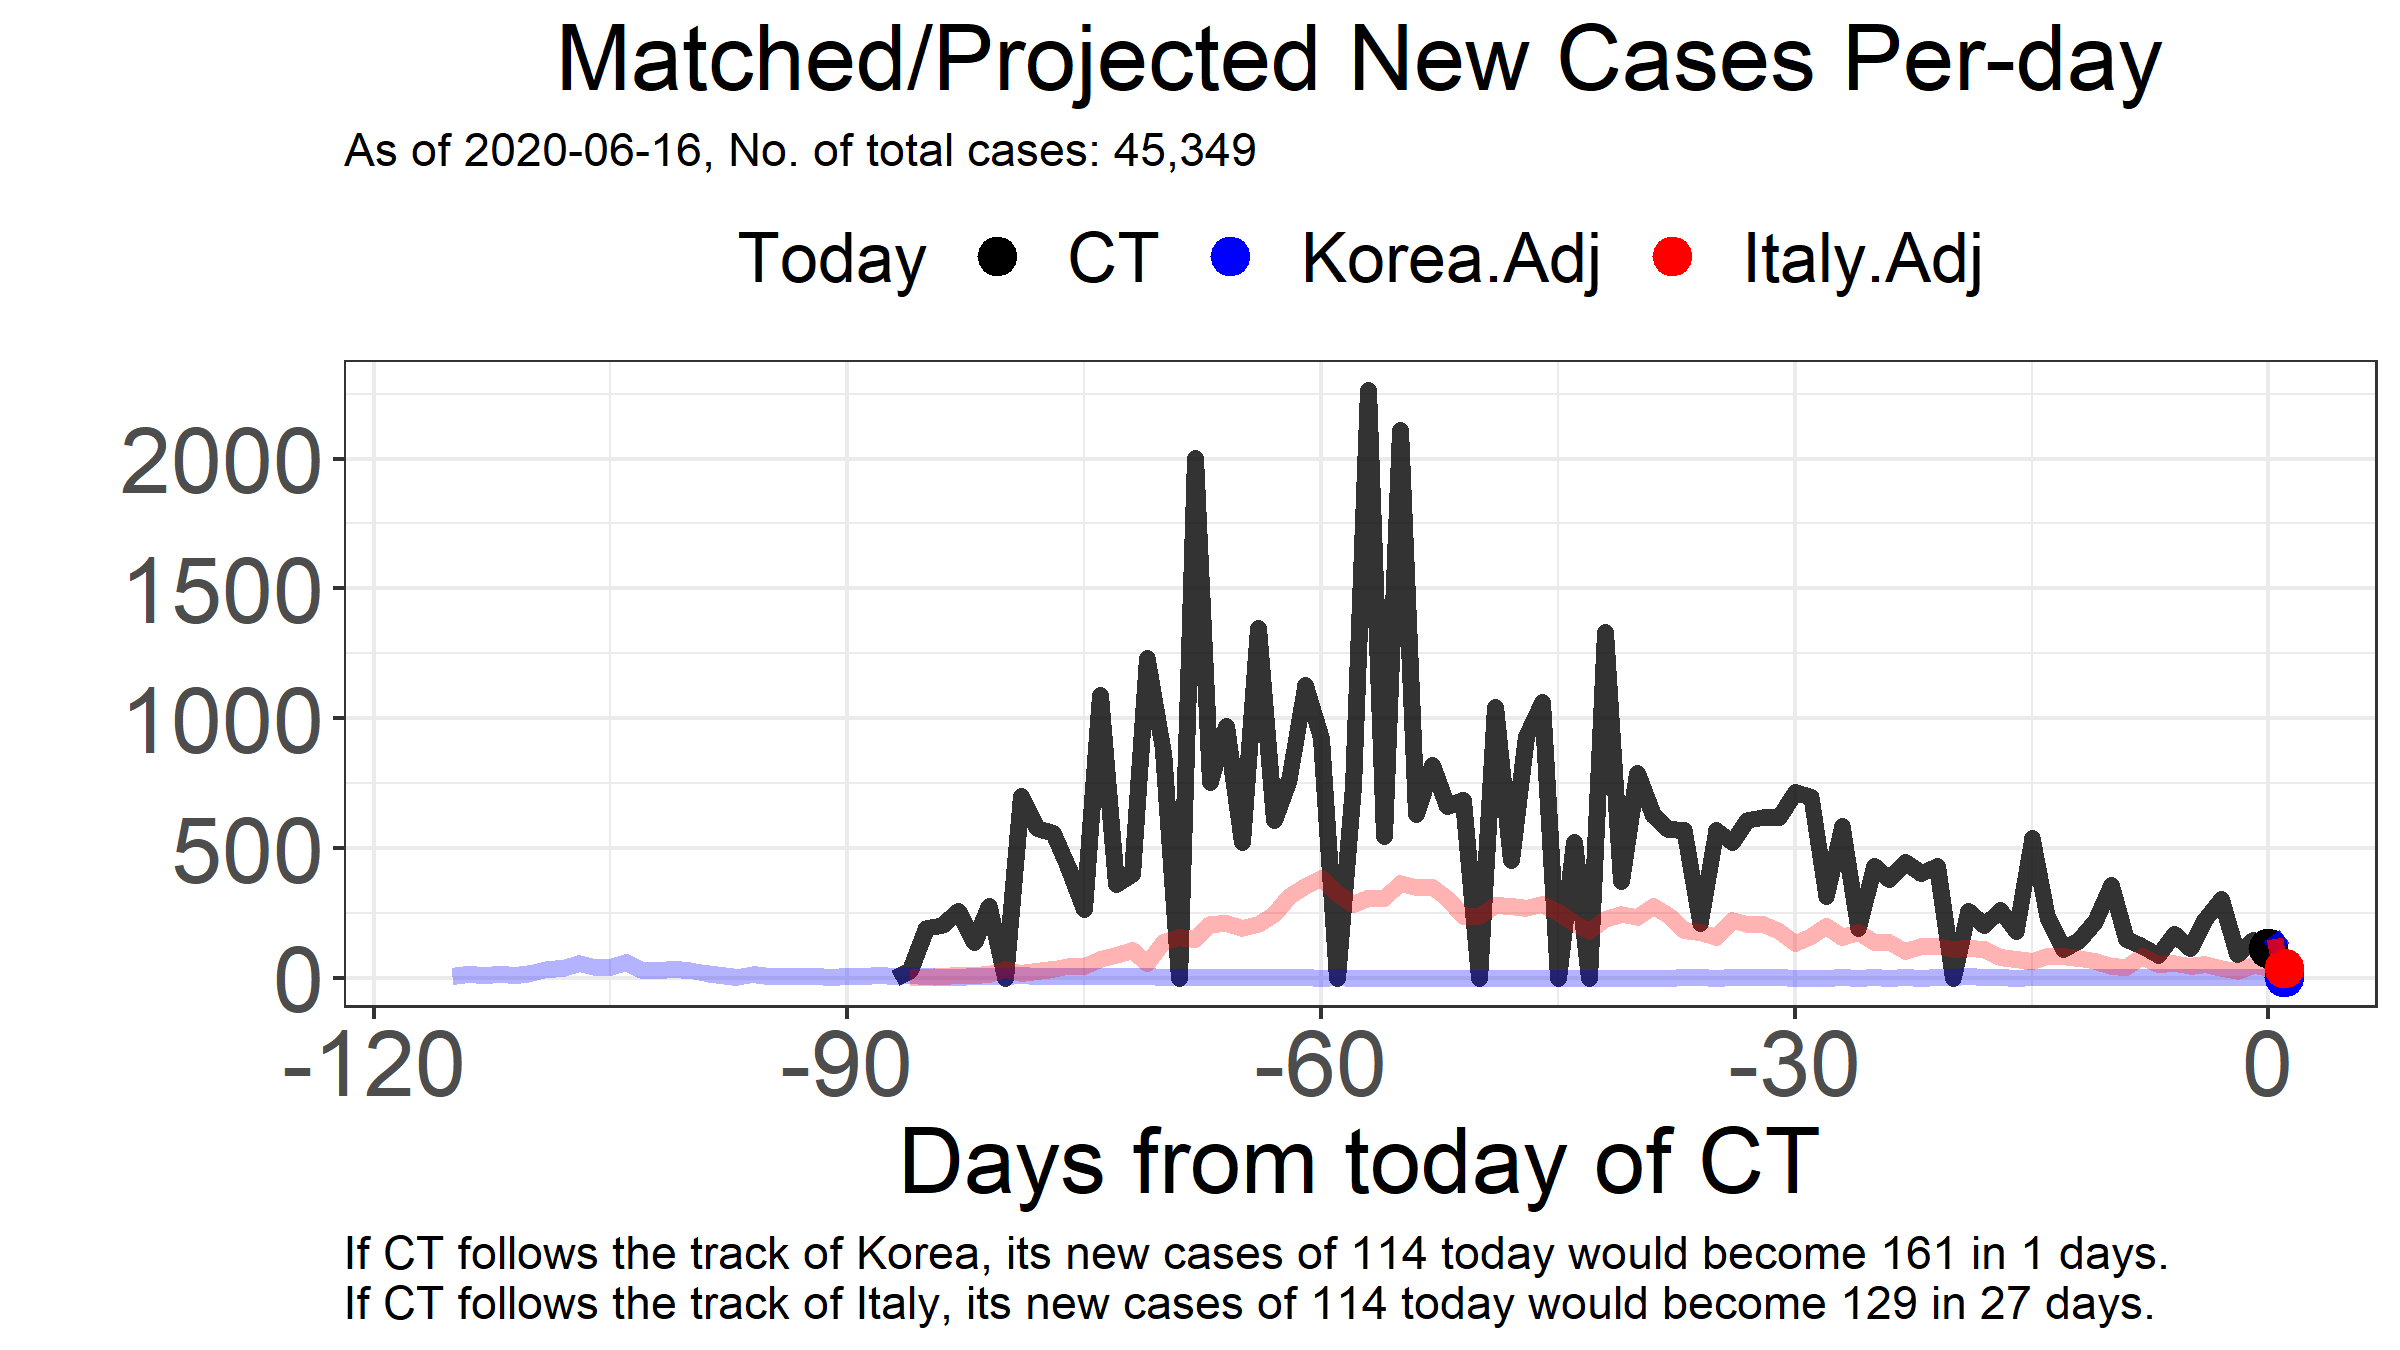 Matched/Projected New Cases Per-day
As of 2020-06-16, No. of total cases: 45,349
Today CT Korea.Adj Italy.Adj
2000
1500
1000
500
0
-120 -90 -60 -30 0
Days from today of CT
If CT follows the track of Korea, its new cases of 114 today would become 161 in 1 days.
If CT follows the track of Italy, its new cases of 114 today would become 129 in 27 days.